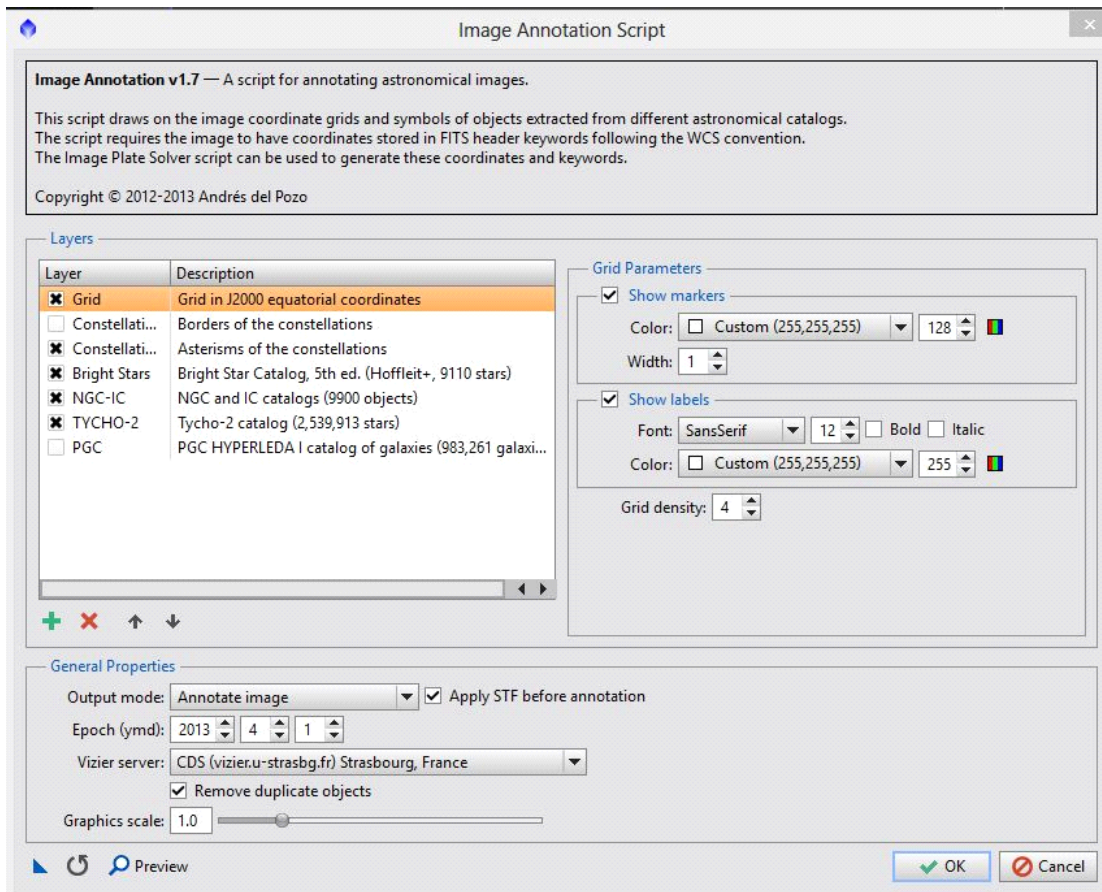 Image Annotation Script
Image Annotation v1.7 — A script for annotating astronomical images.
This script draws on the image coordinate grids and symbols of objects extracted from different astronomical catalogs.
The script requires the image to have coordinates stored in FITS header keywords following the WCS convention.
The Image Plate Solver script can be used to generate these coordinates and keywords.
Copyright © 2012-2013 Andrés del Pozo
Layers
Layer Description
Grid Grid in J2000 equatorial coordinates
Constellati... Borders of the constellations
Constellati... Asterisms of the constellations
Bright Stars Bright Star Catalog, 5th ed. (Hoffleit+, 9110 stars)
NGC-IC NGC and IC catalogs (9900 objects)
TYCHO-2 Tycho-2 catalog (2,539,913 stars)
PGC PGC HYPERLEDA I catalog of galaxies (983,261 galaxi...
Grid Parameters
Show markers
Color: Custom (255,255,255) 128
Width: 1
Show labels
Font: SansSerif 12 Bold Italic
Color: Custom (255,255,255) 255
Grid density: 4
General Properties
Output mode: Annotate image Apply STF before annotation
Epoch (ymd): 2013 4 1
Vizier server: CDS (vizier.u-strasbg.fr) Strasbourg, France
Remove duplicate objects
Graphics scale: 1.0
Preview OK Cancel